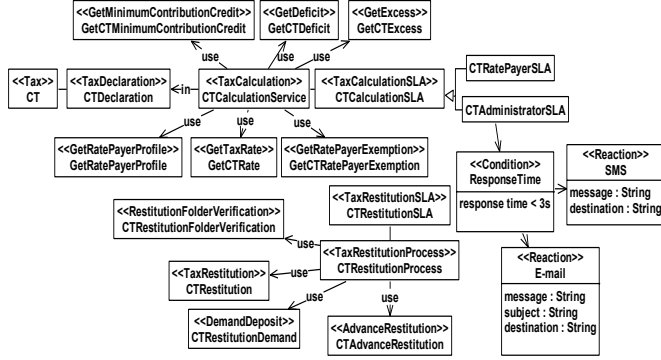 <<GetMinimumContributionCredit>>
GetCTMinimumContributionCredit
<<GetDeficit>>
GetCTDeficit
<<GetExcess>>
GetCTExcess
use
use
use
<<Tax>>
CT
<<TaxDeclaration>>
CTDeclaration
in
<<TaxCalculation>>
CTCalculationService
<<TaxCalculationSLA>>
CTCalculationSLA
CTRatePayerSLA
CTAdministratorSLA
use
use
use
<<GetRatePayerProfile>>
GetRatePayerProfile
<<GetTaxRate>>
GetCTRate
<<GetRatePayerExemption>>
GetCTRatePayerExemption
<<Condition>>
ResponseTime
response time < 3s
<<Reaction>>
SMS
message : String
destination : String
<<TaxRestitutionSLA>>
CTRestitutionSLA
<<RestitutionFolderVerification>>
CTRestitutionFolderVerification
use
<<TaxRestitutionProcess>>
CTRestitutionProcess
<<TaxRestitution>>
CTRestitution
use
use
use
<<DemandDeposit>>
CTRestitutionDemand
<<AdvanceRestitution>>
CTAdvanceRestitution
<<Reaction>>
E-mail
message : String
subject : String
destination : String